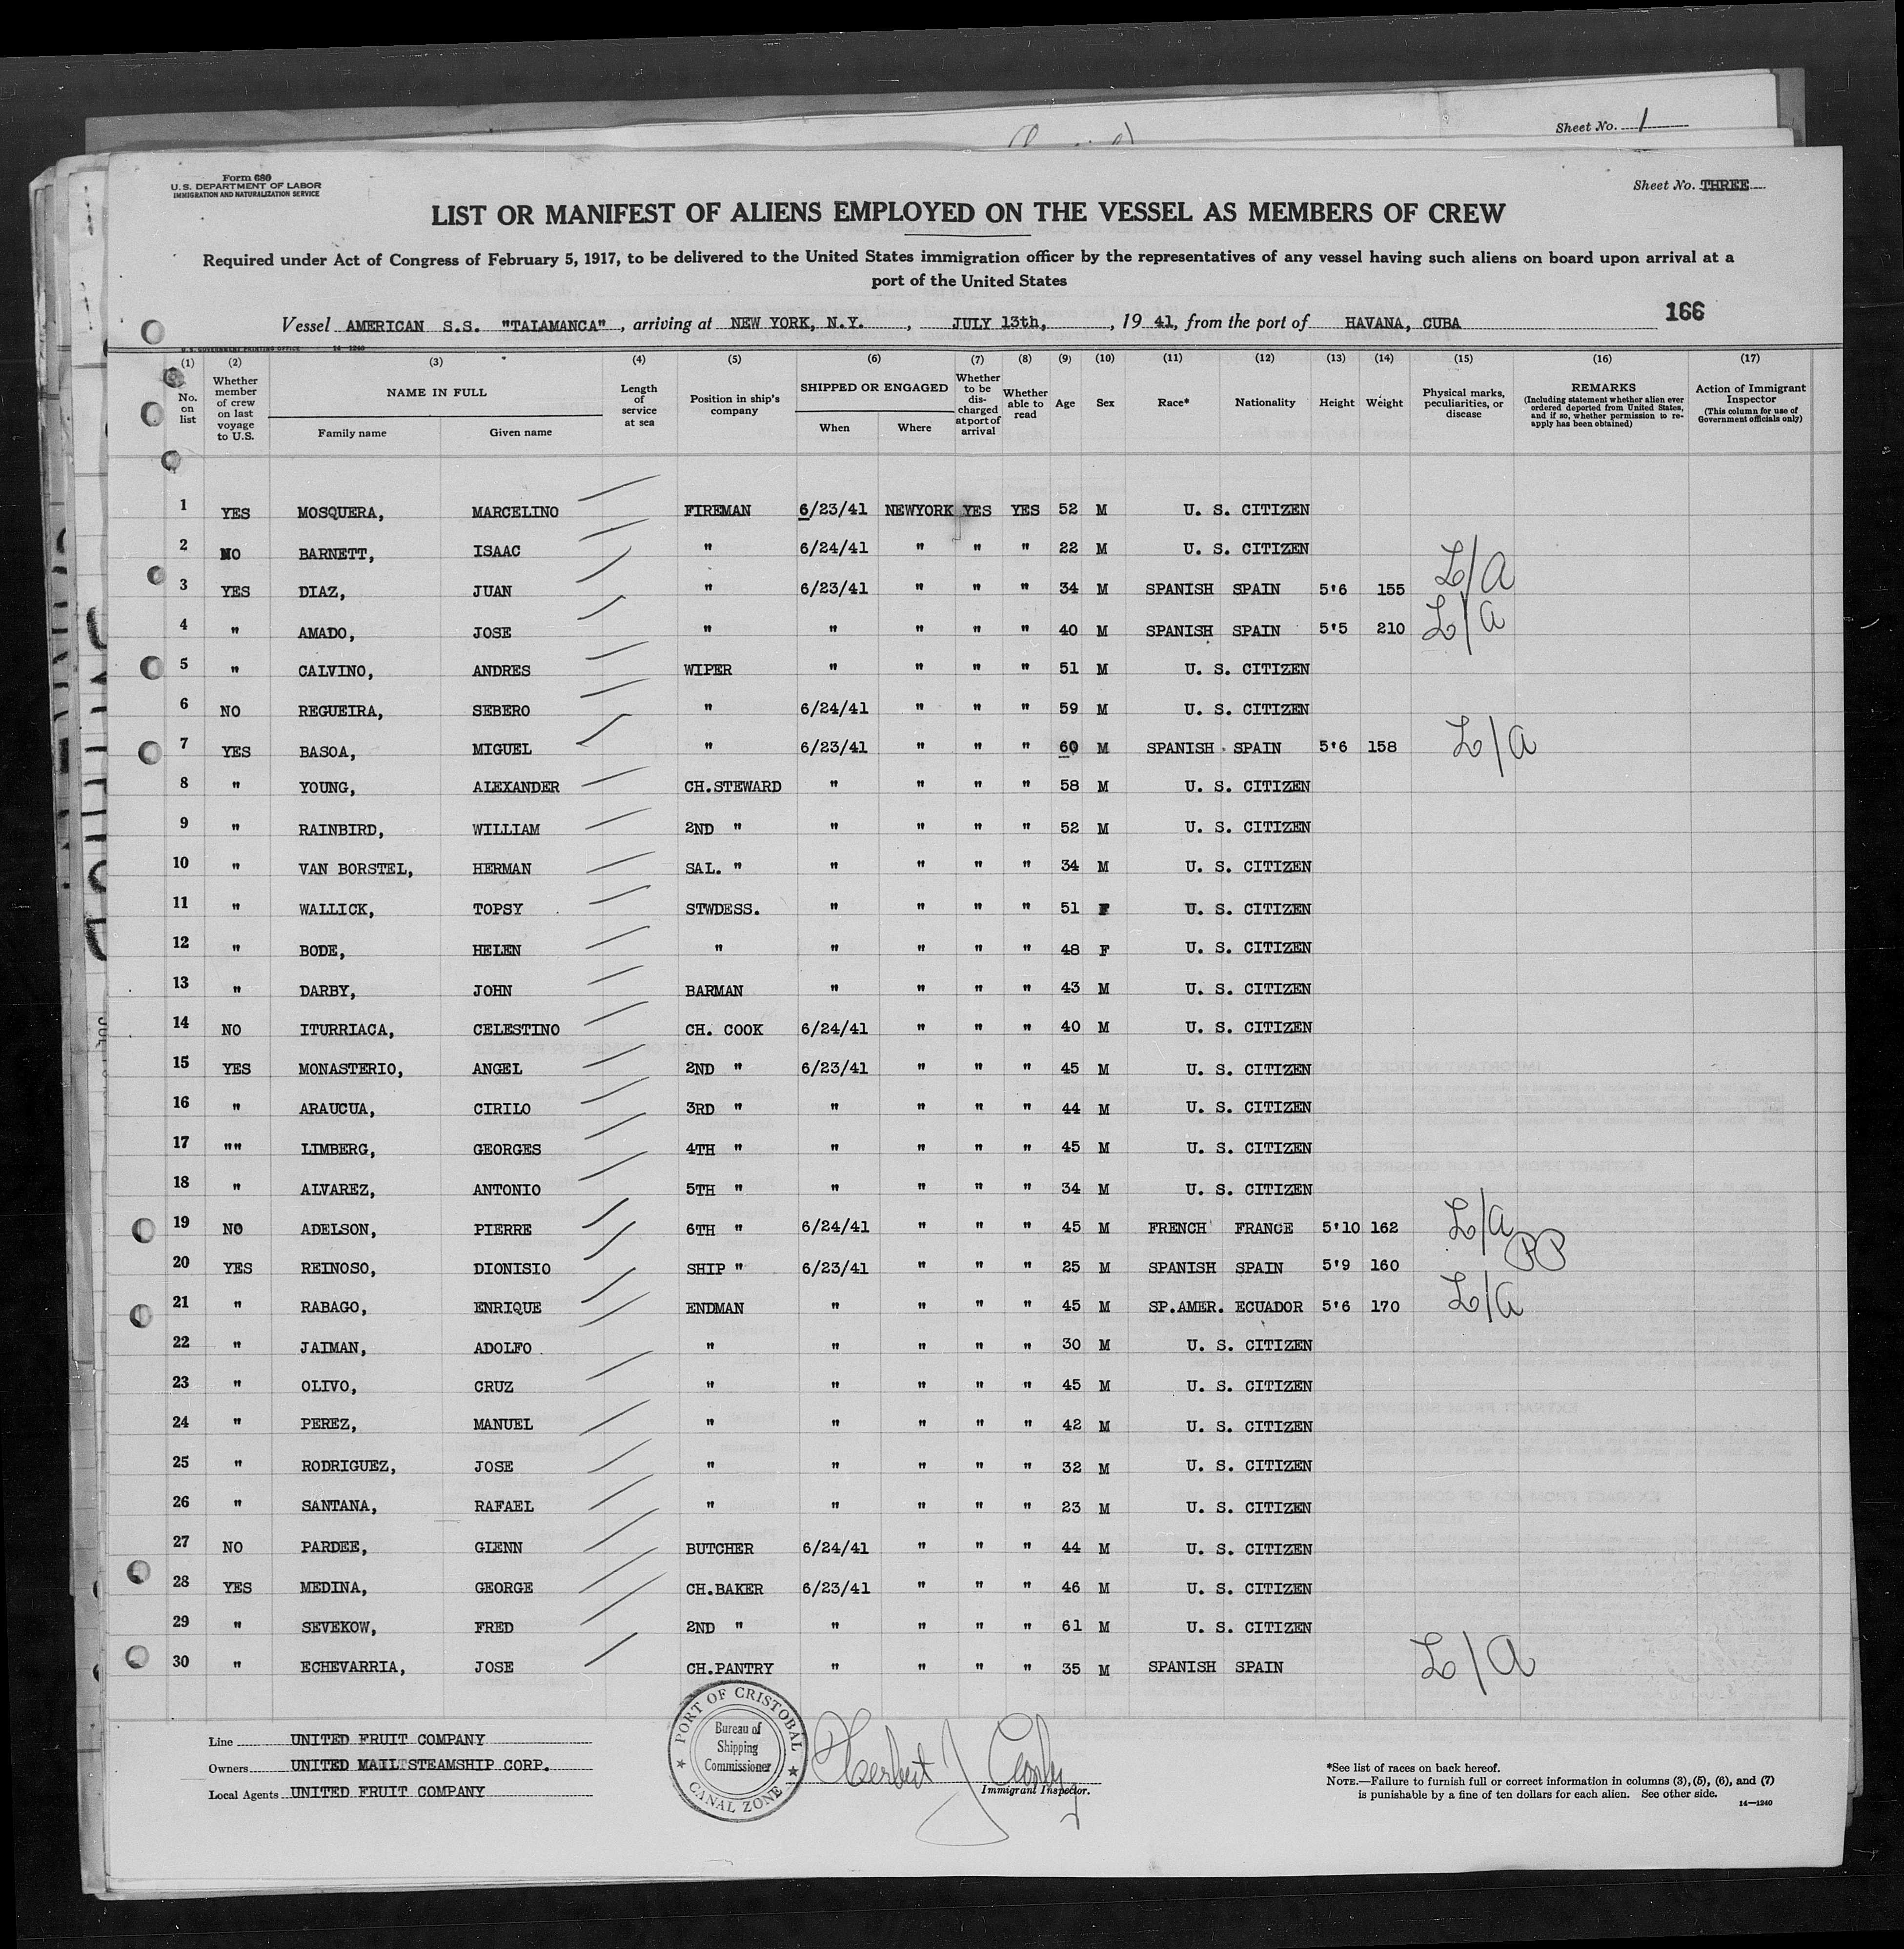 Sheet No. 1
Form 680
U. S. DEPARTMENT OF LABOR
IMMIGRATION AND NATURALIZATION SERVICE
Sheet No. THREE
LIST OR MANIFEST OF ALIENS EMPLOYED ON THE VESSEL AS MEMBERS OF CREW
Required under Act of Congress of February 5, 1917, to be delivered to the United States immigration officer by the representatives of any vessel having such aliens on board upon arrival at a
port of the United States
166
Vessel AMERICAN S.S. "TALAMANCA", arriving at NEW YORK, N.Y., JULY 13th, , 19 41, from the port of HAVANA, CUBA
U. S. GOVERNMENT PRINTING OFFICE 14—1240
(1) (2) (3) (4) (5) (6) (7) (8) (9) (10) (11) (12) (13) (14) (15) (16) (17)
No. on list
Whether member of crew on last voyage to U.S.
NAME IN FULL
Family name Given name
Length of service at sea
Position in ship's company
SHIPPED OR ENGAGED
When Where
Whether to be discharged at port of arrival
Whether able to read
Age
Sex
Race*
Nationality
Height
Weight
Physical marks, peculiarities, or disease
REMARKS
(Including statement whether alien ever ordered deported from United States, and if so, whether permission to re-apply has been obtained)
Action of Immigrant Inspector
(This column for use of Government officials only)
1 YES MOSQUERA, MARCELINO FIREMAN 6/23/41 NEWYORK YES YES 52 M U. S. CITIZEN
2 NO BARNETT, ISAAC " 6/24/41 " " " 22 M U. S. CITIZEN
3 YES DIAZ, JUAN " 6/23/41 " " " 34 M SPANISH SPAIN 5'6 155 L/A
4 " AMADO, JOSE " " " " " 40 M SPANISH SPAIN 5'5 210 L/A
5 " CALVINO, ANDRES WIPER " " " " 51 M U. S. CITIZEN
6 NO REGUEIRA, SEBERO " 6/24/41 " " " 59 M U. S. CITIZEN
7 YES BASOA, MIGUEL " 6/23/41 " " " 60 M SPANISH SPAIN 5'6 158 L/A
8 " YOUNG, ALEXANDER CH.STEWARD " " " " 58 M U. S. CITIZEN
9 " RAINBIRD, WILLIAM 2ND " " " " " 52 M U. S. CITIZEN
10 " VAN BORSTEL, HERMAN SAL. " " " " " 34 M U. S. CITIZEN
11 " WALLICK, TOPSY STWDESS. " " " " 51 F U. S. CITIZEN
12 " BODE, HELEN " " " " " 48 F U. S. CITIZEN
13 " DARBY, JOHN BARMAN " " " " 43 M U. S. CITIZEN
14 NO ITURRIACA, CELESTINO CH. COOK 6/24/41 " " " 40 M U. S. CITIZEN
15 YES MONASTERIO, ANGEL 2ND " 6/23/41 " " " 45 M U. S. CITIZEN
16 " ARAUCUA, CIRILO 3RD " " " " " 44 M U. S. CITIZEN
17 "" LIMBERG, GEORGES 4TH " " " " " 45 M U. S. CITIZEN
18 " ALVAREZ, ANTONIO 5TH " " " " " 34 M U. S. CITIZEN
19 NO ADELSON, PIERRE 6TH " 6/24/41 " " " 45 M FRENCH FRANCE 5'10 162 L/A
20 YES REINOSO, DIONISIO SHIP " 6/23/41 " " " 25 M SPANISH SPAIN 5'9 160 PP
21 " RABAGO, ENRIQUE ENDMAN " " " " 45 M SP.AMER. ECUADOR 5'6 170 L/A
22 " JAIMAN, ADOLFO " " " " " 30 M U. S. CITIZEN
23 " OLIVO, CRUZ " " " " " 45 M U. S. CITIZEN
24 " PEREZ, MANUEL " " " " " 42 M U. S. CITIZEN
25 " RODRIGUEZ, JOSE " " " " " 32 M U. S. CITIZEN
26 " SANTANA, RAFAEL " " " " " 23 M U. S. CITIZEN
27 NO PARDEE, GLENN BUTCHER 6/24/41 " " " 44 M U. S. CITIZEN
28 YES MEDINA, GEORGE CH.BAKER 6/23/41 " " " 46 M U. S. CITIZEN
29 " SEVEKOW, FRED 2ND " " " " " 61 M U. S. CITIZEN
30 " ECHEVARRIA, JOSE CH.PANTRY " " " " 35 M SPANISH SPAIN L/A
Line UNITED FRUIT COMPANY
Owners UNITED MAIL STEAMSHIP CORP.
Local Agents UNITED FRUIT COMPANY
PORT OF CRISTOBAL
Bureau of Shipping Commissioner
CANAL ZONE
Herbert J
Immigrant Inspector.
*See list of races on back hereof.
NOTE.—Failure to furnish full or correct information in columns (3), (5), (6), and (7)
is punishable by a fine of ten dollars for each alien. See other side.
14—1240